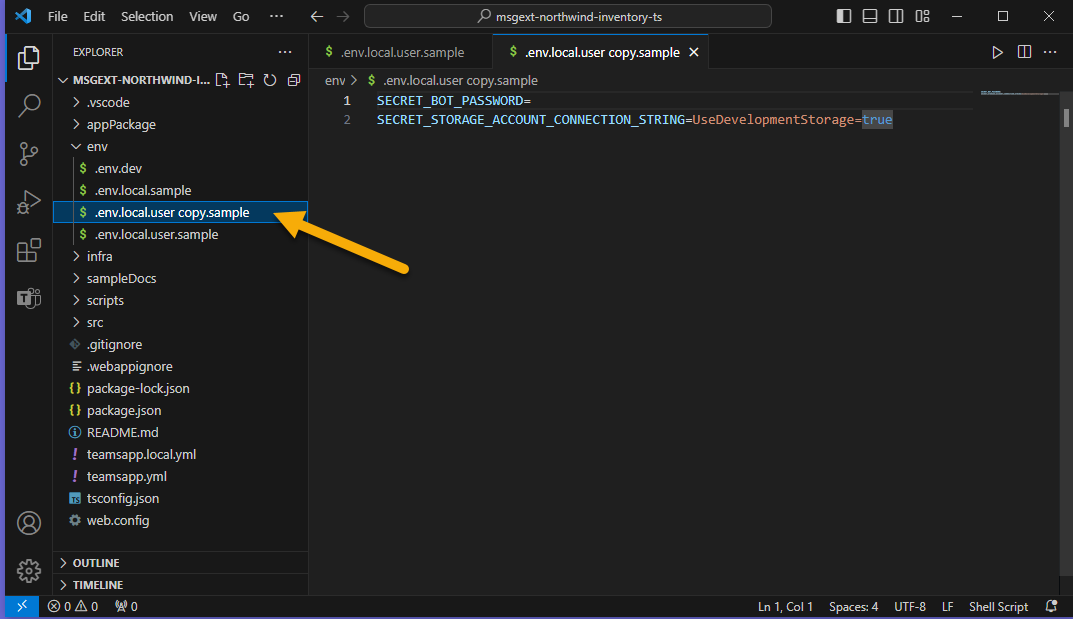 File Edit Selection View Go ··· msgext-northwind-inventory-ts
EXPLORER ···
MSGEXT-NORTHWIND-I...
.vscode
appPackage
env
$ .env.dev
$ .env.local.sample
$ .env.local.user copy.sample
$ .env.local.user.sample
infra
sampleDocs
scripts
src
.gitignore
.webappignore
{} package-lock.json
{} package.json
README.md
! teamsapp.local.yml
! teamsapp.yml
TS tsconfig.json
web.config
OUTLINE
TIMELINE
$ .env.local.user.sample $ .env.local.user copy.sample
env > $ .env.local.user copy.sample
1 SECRET_BOT_PASSWORD=
2 SECRET_STORAGE_ACCOUNT_CONNECTION_STRING=UseDevelopmentStorage=true
0 0 0 Ln 1, Col 1 Spaces: 4 UTF-8 LF Shell Script